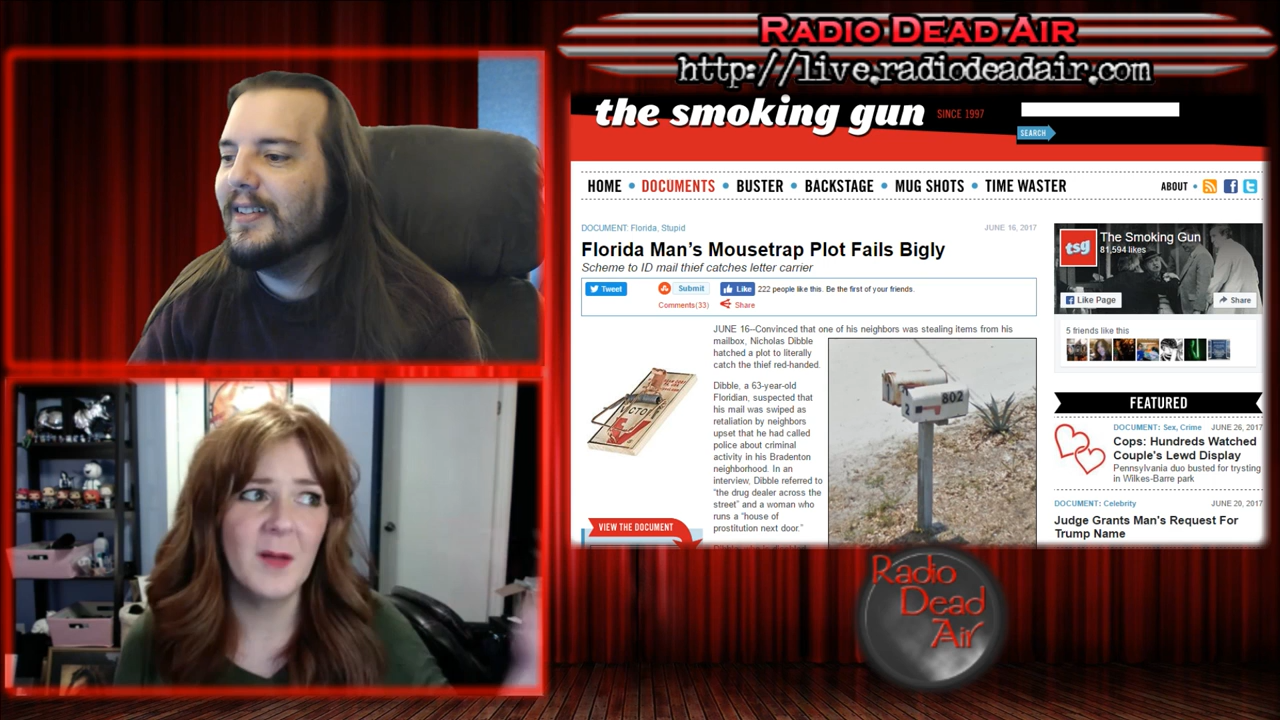 Radio Dead Air
http://live.radiodeadair.com
the smoking gun SINCE 1997
SEARCH
HOME • DOCUMENTS • BUSTER • BACKSTAGE • MUG SHOTS • TIME WASTER
ABOUT •
DOCUMENT: Florida, Stupid JUNE 16, 2017
Florida Man's Mousetrap Plot Fails Bigly
Scheme to ID mail thief catches letter carrier
Tweet Submit Like 222 people like this. Be the first of your friends.
Comments(33) Share
JUNE 16--Convinced that one of his neighbors was stealing items from his
mailbox, Nicholas Dibble
hatched a plot to literally
catch the thief red-handed.
Dibble, a 63-year-old
Floridian, suspected that
his mail was swiped as
retaliation by neighbors
upset that he had called
police about criminal
activity in his Bradenton
neighborhood. In an
interview, Dibble referred to
"the drug dealer across the
street" and a woman who
runs a "house of
prostitution next door."
VIEW THE DOCUMENT
802
tsg
The Smoking Gun
81,594 likes
Like Page Share
5 friends like this
FEATURED
DOCUMENT: Sex, Crime JUNE 26, 2017
Cops: Hundreds Watched
Couple's Lewd Display
Pennsylvania duo busted for trysting
in Wilkes-Barre park
DOCUMENT: Celebrity JUNE 20, 2017
Judge Grants Man's Request For
Trump Name
Radio
Dead
Air